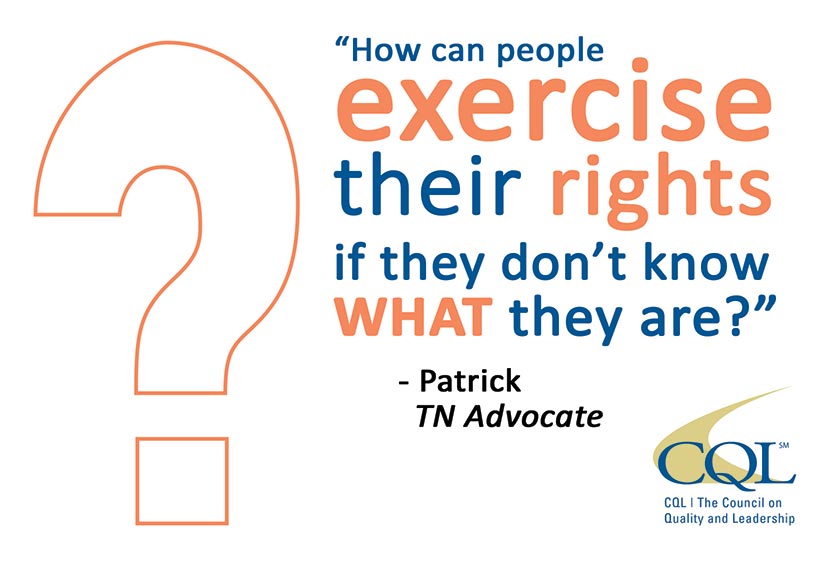 “How can people
exercise
their rights
if they don’t know
WHAT they are?”
- Patrick
TN Advocate
CQL SM
CQL | The Council on
Quality and Leadership